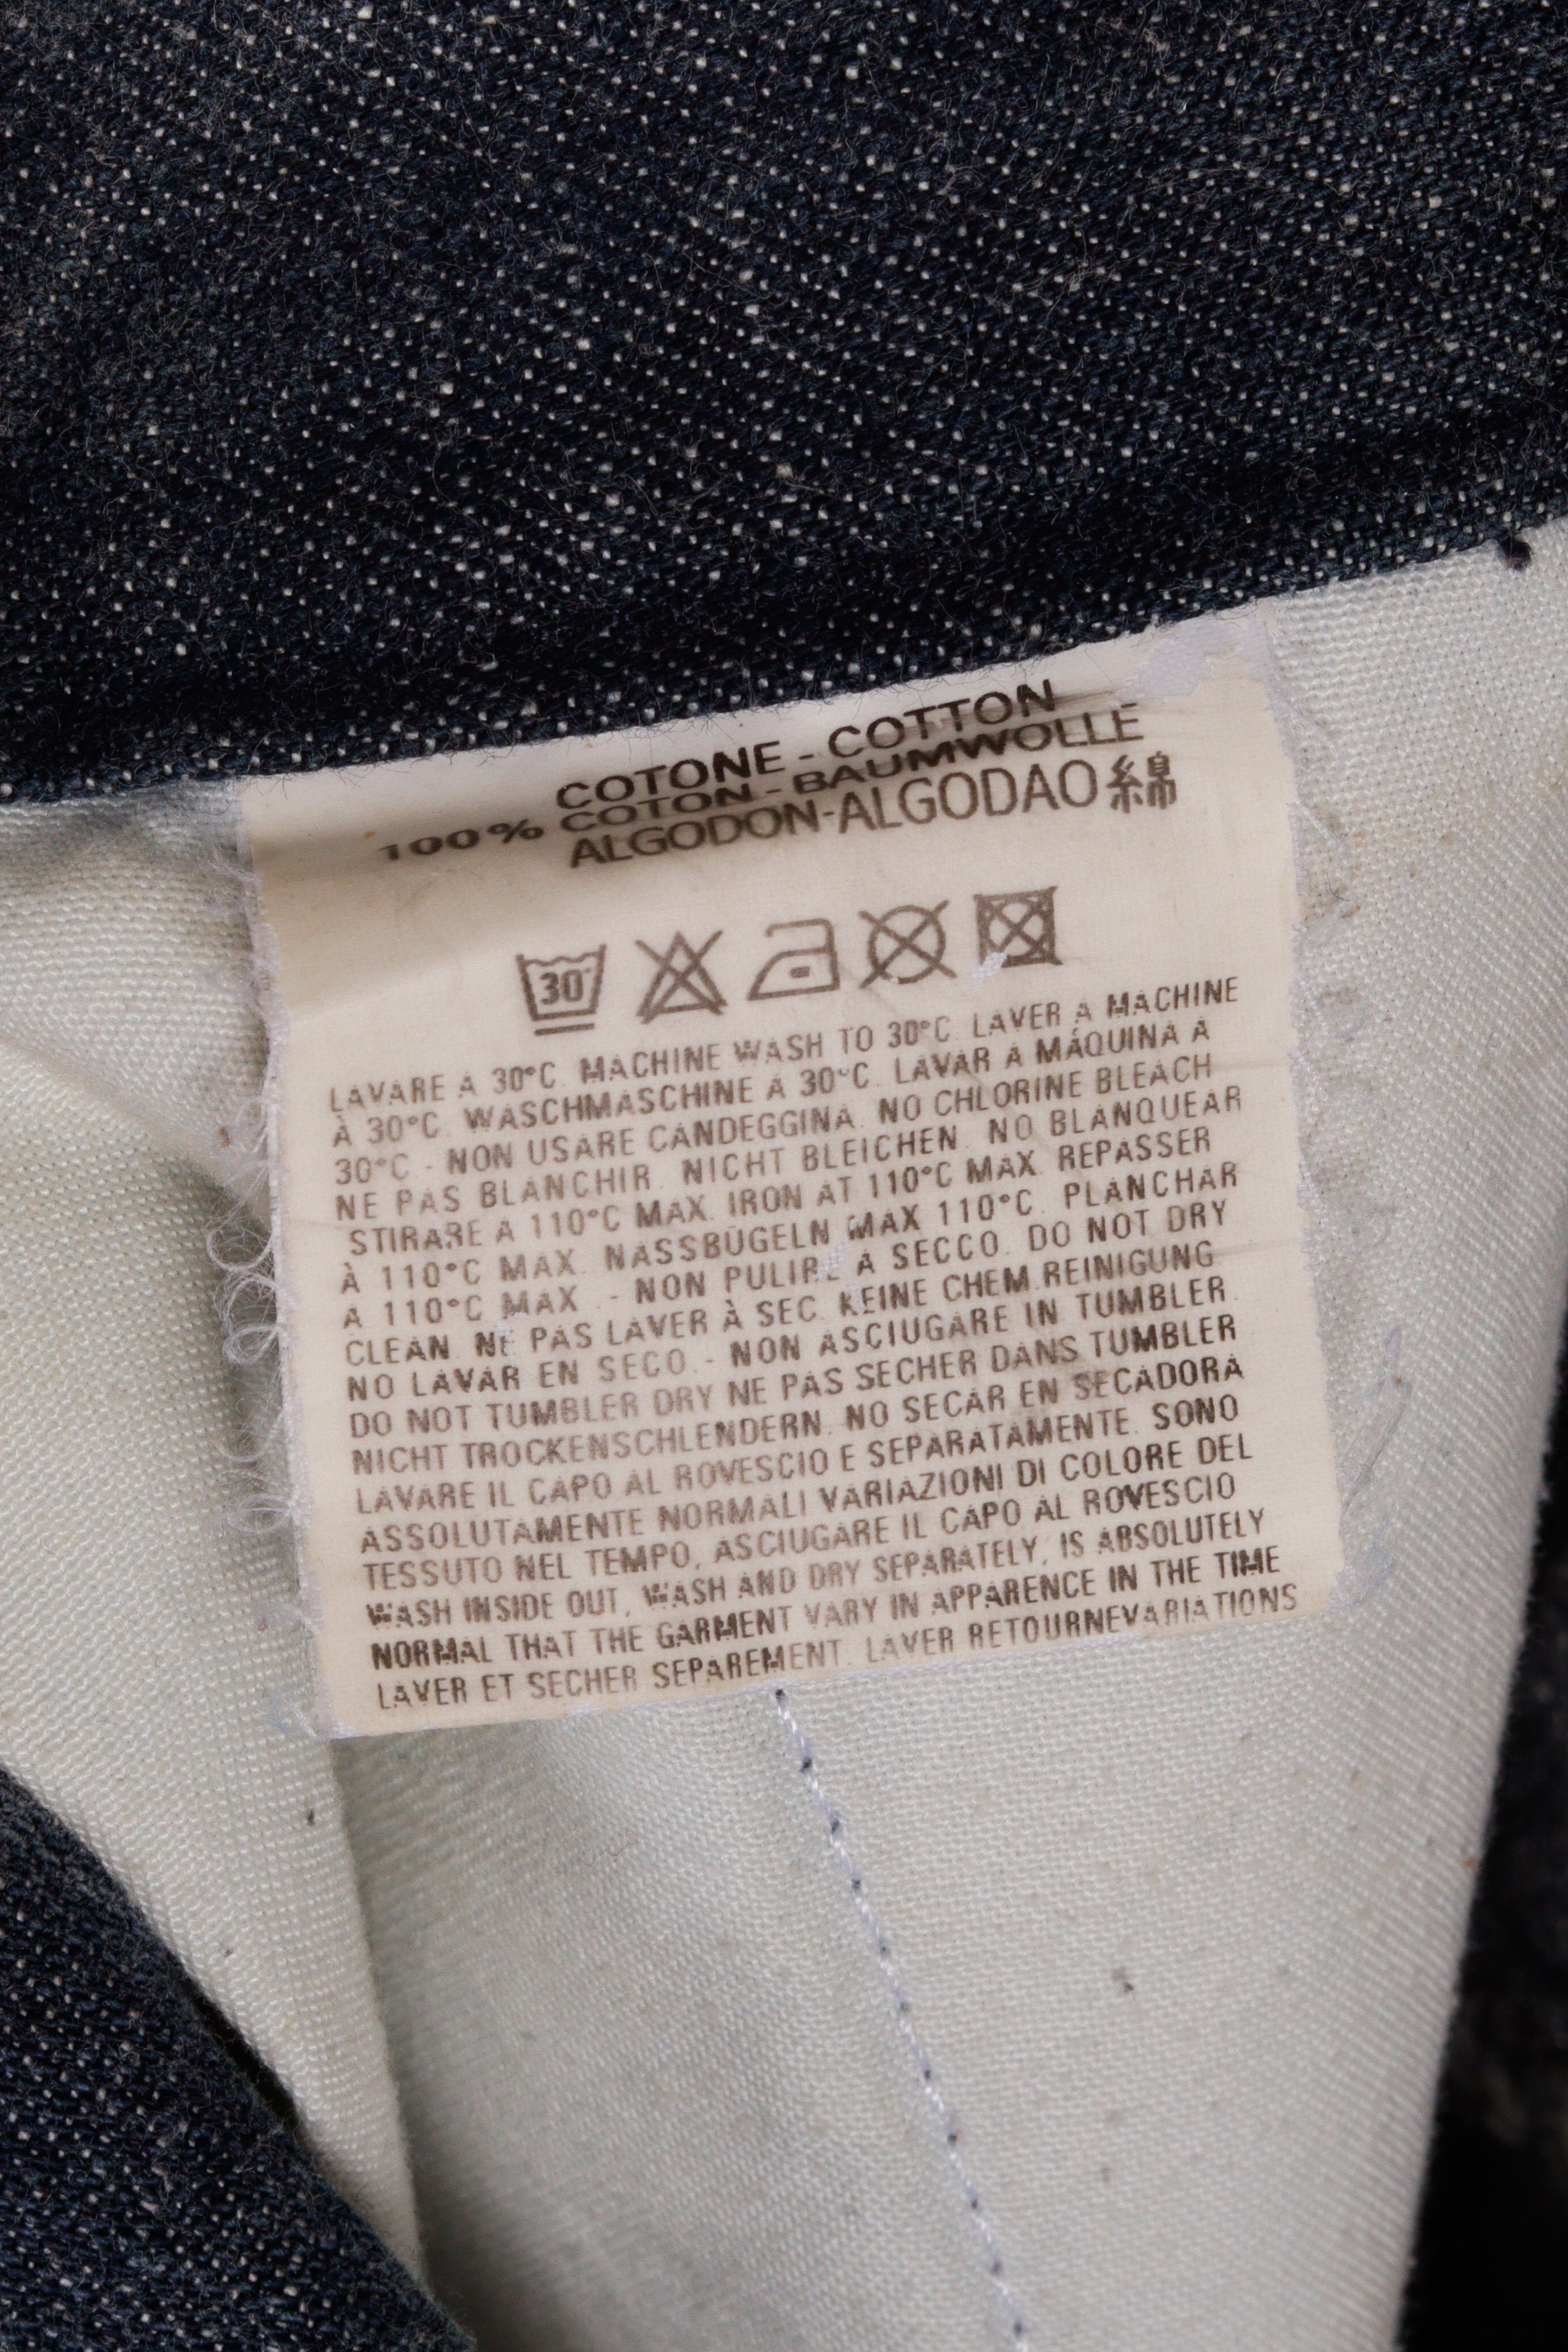 COTONE - COTTON
100% COTON - BAUMWOLLE
ALGODON-ALGODAO 綿
30°
LAVARE A 30°C. MACHINE WASH TO 30°C. LAVER A MACHINE
À 30°C. WASCHMASCHINE A 30°C. LAVAR A MÁQUINA A
30°C - NON USARE CANDEGGINA. NO CHLORINE BLEACH
NE PAS BLANCHIR. NICHT BLEICHEN. NO BLANQUEAR
STIRARE A 110°C MAX. IRON AT 110°C MAX. REPASSER
À 110°C MAX. NASSBÜGELN MAX 110°C. PLANCHAR
A 110°C MAX. - NON PULIRE A SECCO. DO NOT DRY
CLEAN. NE PAS LAVER À SEC. KEINE CHEM.REINIGUNG
NO LAVAR EN SECO. - NON ASCIUGARE IN TUMBLER.
DO NOT TUMBLER DRY NE PAS SECHER DANS TUMBLER
NICHT TROCKENSCHLENDERN. NO SECAR EN SECADORA
LAVARE IL CAPO AL ROVESCIO E SEPARATAMENTE. SONO
ASSOLUTAMENTE NORMALI VARIAZIONI DI COLORE DEL
TESSUTO NEL TEMPO, ASCIUGARE IL CAPO AL ROVESCIO
WASH INSIDE OUT, WASH AND DRY SEPARATELY, IS ABSOLUTELY
NORMAL THAT THE GARMENT VARY IN APPARENCE IN THE TIME
LAVER ET SECHER SEPAREMENT. LAVER RETOURNEVARIATIONS